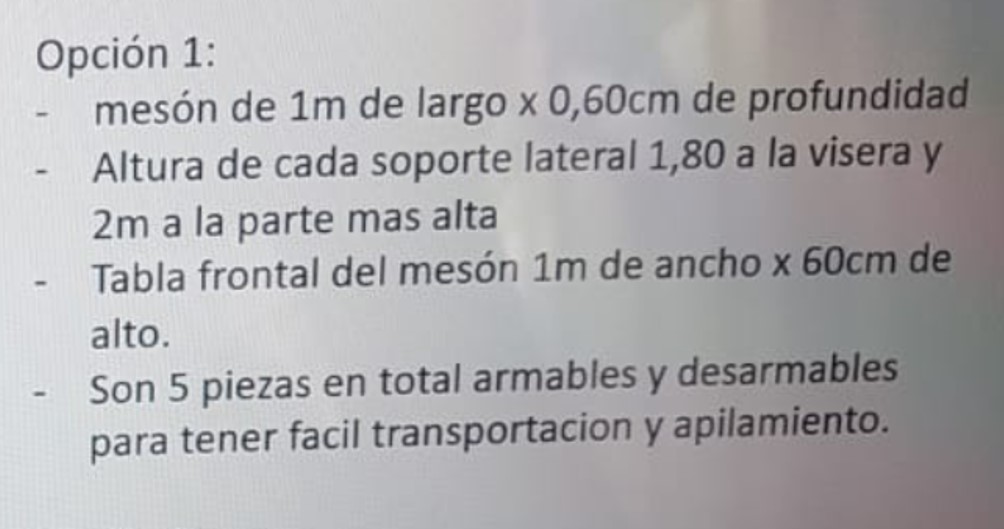 Opción 1:
- mesón de 1m de largo x 0,60cm de profundidad
- Altura de cada soporte lateral 1,80 a la visera y
2m a la parte mas alta
- Tabla frontal del mesón 1m de ancho x 60cm de
alto.
- Son 5 piezas en total armables y desarmables
para tener facil transportacion y apilamiento.